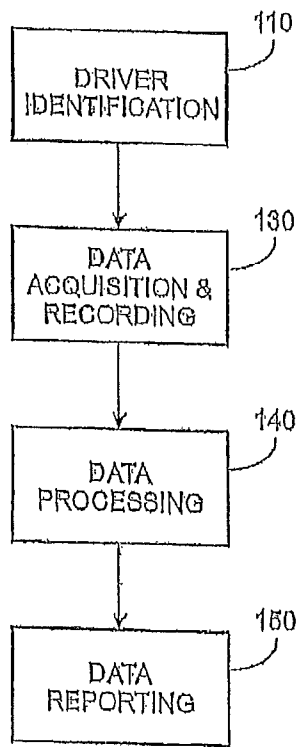 110
DRIVER
IDENTIFICATION
130
DATA
ACQUISITION &
RECORDING
140
DATA
PROCESSING
150
DATA
REPORTING